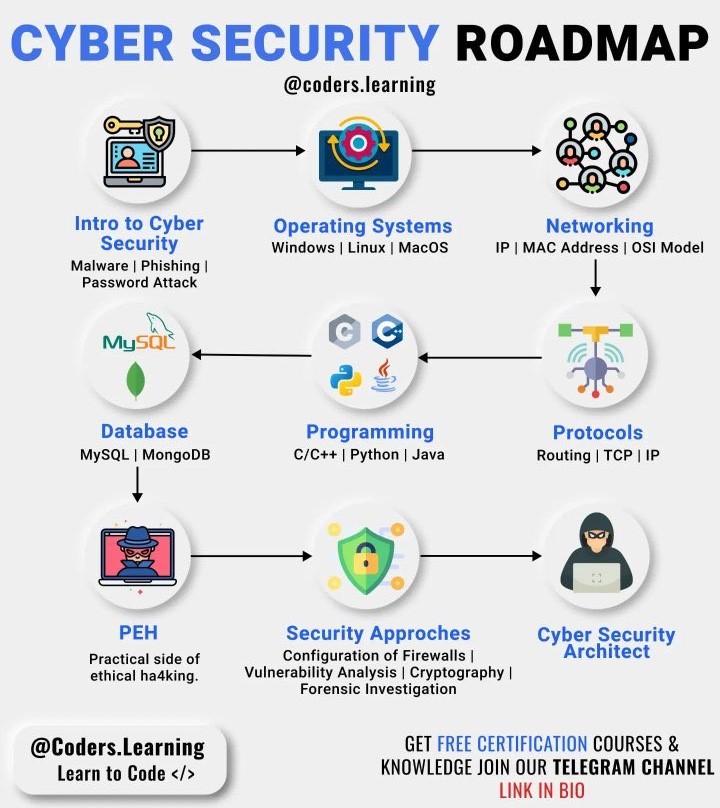 CYBER SECURITY ROADMAP
@coders.learning
Intro to Cyber
Security
Malware | Phishing |
Password Attack
Operating Systems
Windows | Linux | MacOS
Networking
IP | MAC Address | OSI Model
MySQL
Database
MySQL | MongoDB
C C++
Programming
C/C++ | Python | Java
Protocols
Routing | TCP | IP
PEH
Practical side of
ethical ha4king.
Security Approches
Configuration of Firewalls |
Vulnerability Analysis | Cryptography |
Forensic Investigation
Cyber Security
Architect
@Coders.Learning
Learn to Code </>
GET FREE CERTIFICATION COURSES &
KNOWLEDGE JOIN OUR TELEGRAM CHANNEL
LINK IN BIO